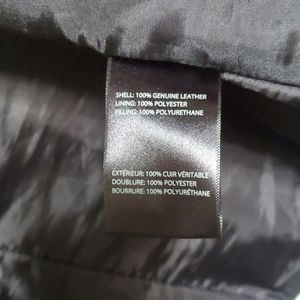 SHELL: 100% GENUINE LEATHER
LINING: 100% POLYESTER
FILLING: 100% POLYURETHANE
EXTÉRIEUR: 100% CUIR VÉRITABLE
DOUBLURE: 100% POLYESTER
BOURRURE: 100% POLYURÉTHANE